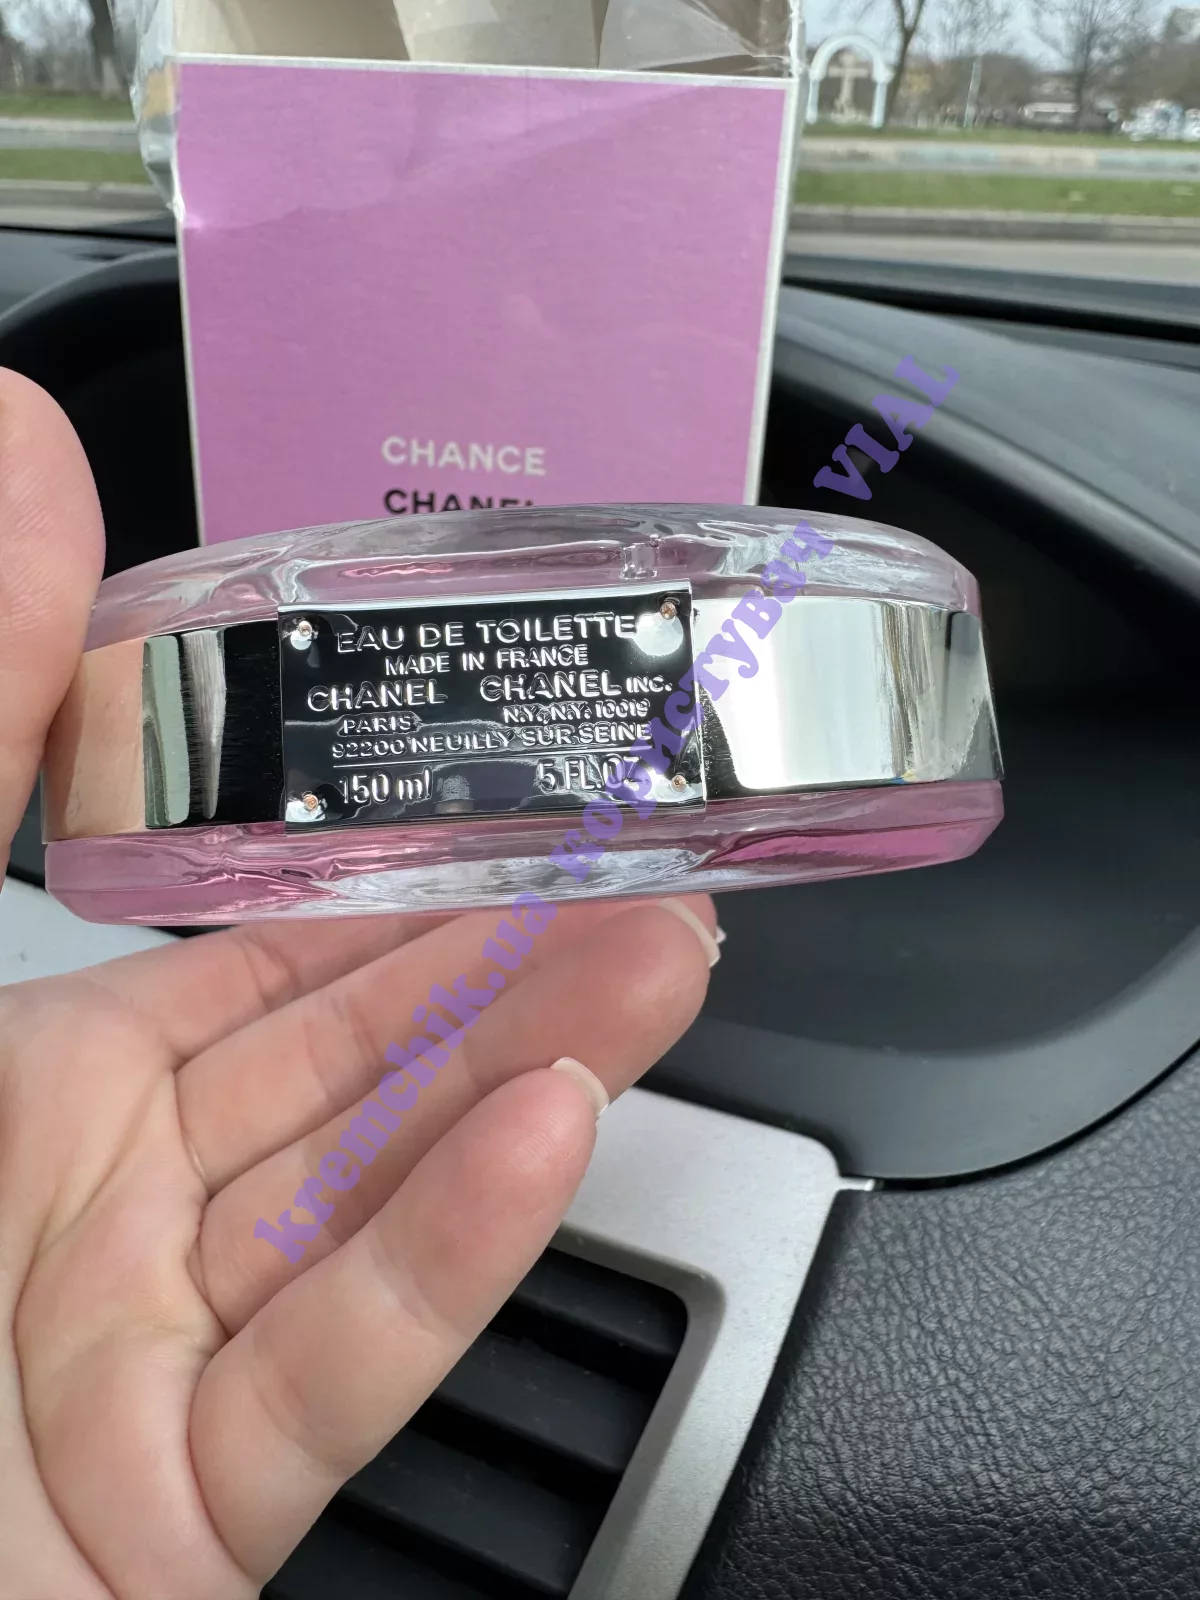 CHANCE
CHANEL
EAU DE TOILETTE
MADE IN FRANCE
CHANEL CHANEL INC.
PARIS N.Y., N.Y. 10019
92200 NEUILLY SUR SEINE
150 ml 5 FL.OZ
kremchik.ua користувач VIAL